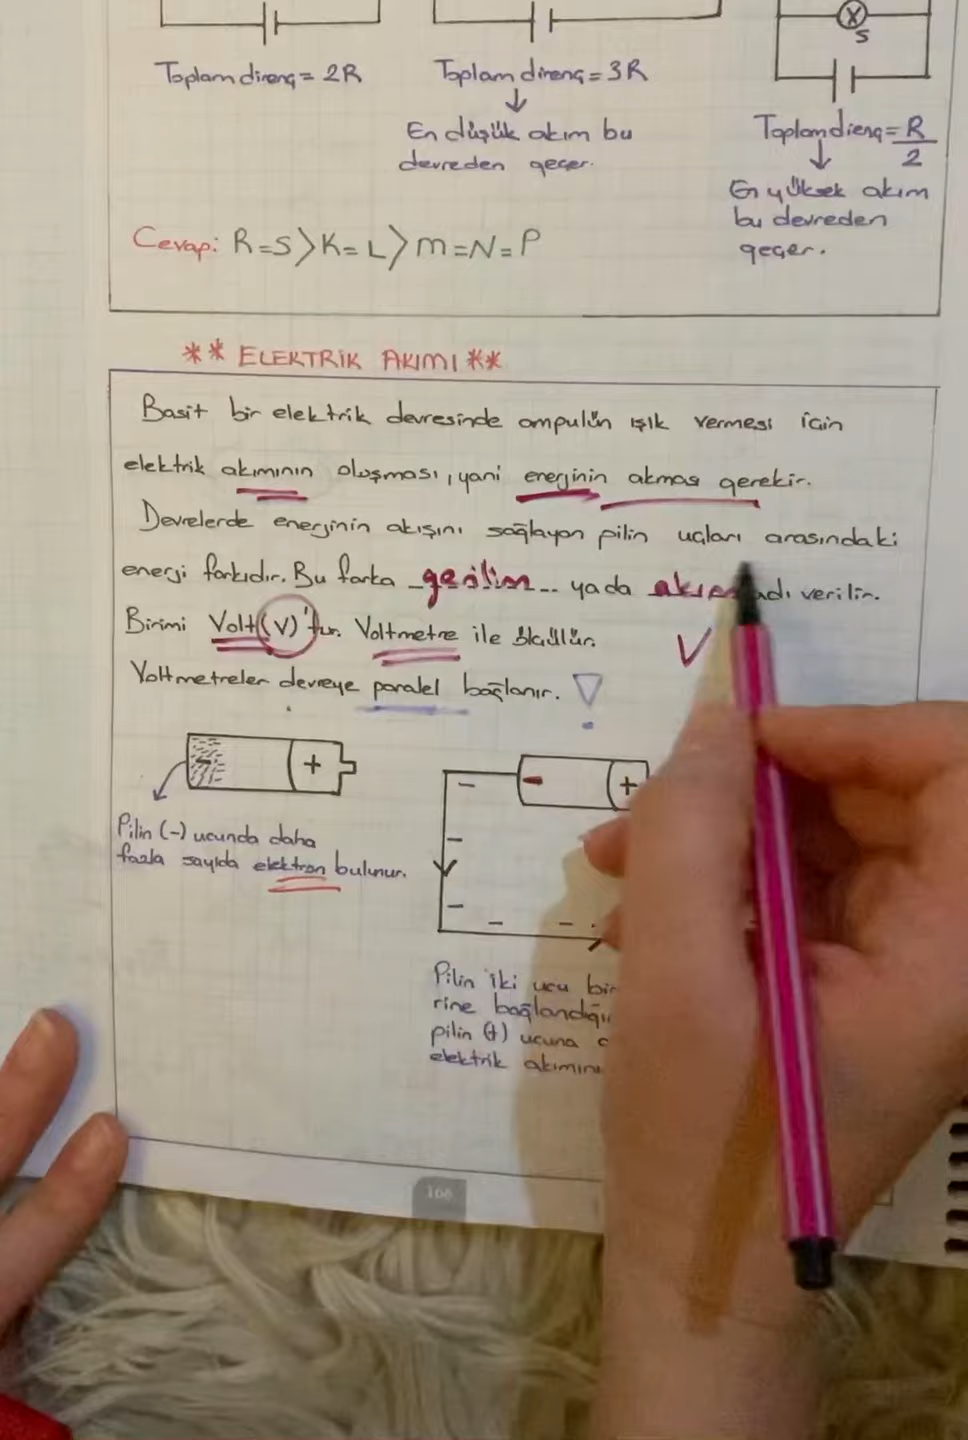 Toplam direnç = 2R
Toplam direnç = 3R
En düşük akım bu
devreden geçer.
S
Toplam direnç = R
2
En yüksek akım
bu devreden
geçer.
Cevap: R=S>K=L>M=N=P
** ELEKTRİK AKIMI **
Basit bir elektrik devresinde ampulün ışık vermesi için
elektrik akımının oluşması, yani enerjinin akması gerekir.
Devrelerde enerjinin akışını sağlayan pilin uçları arasındaki
enerji farkıdır. Bu farka gerilim ya da adı verilir.
Birimi Volt (V)'tur. Voltmetre ile ölçülür.
V
Voltmetreler devreye paralel bağlanır. !
- +
- +
Pilin (-) ucunda daha
fazla sayıda elektron bulunur.
Pilin iki ucu bir
rine
pilin (+) ucuna
elektrik
106